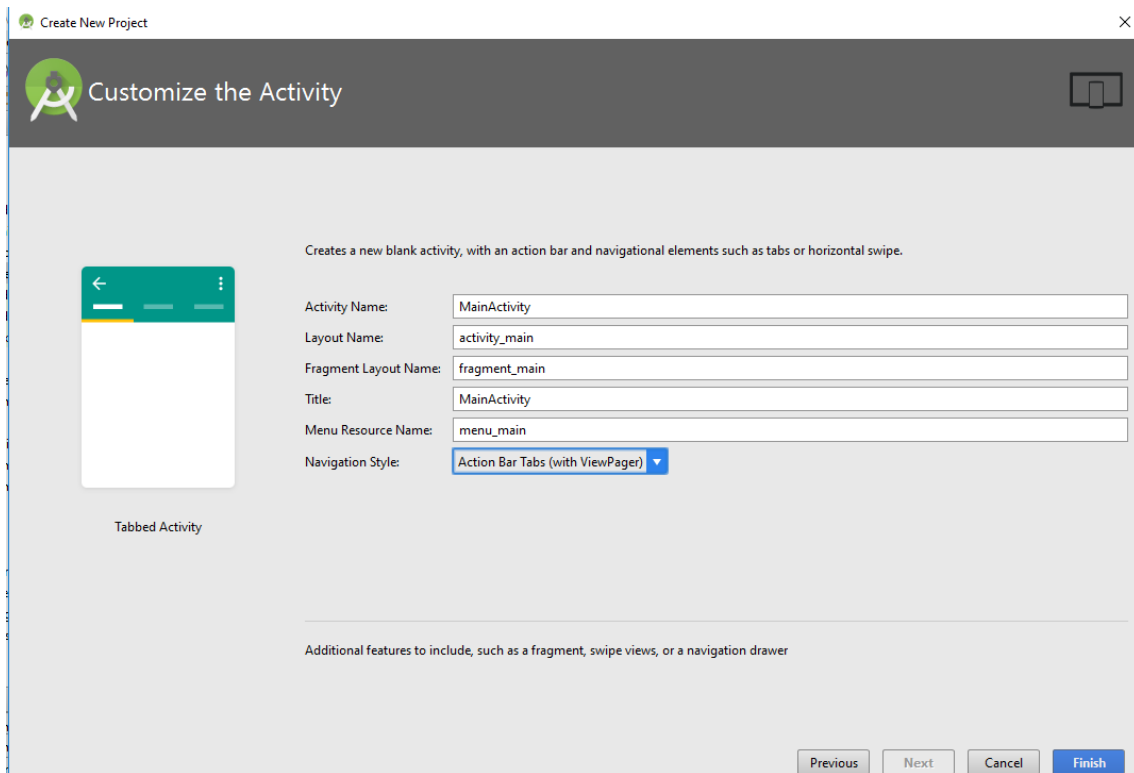 Create New Project
Customize the Activity
Creates a new blank activity, with an action bar and navigational elements such as tabs or horizontal swipe.
Activity Name: MainActivity
Layout Name: activity_main
Fragment Layout Name: fragment_main
Title: MainActivity
Menu Resource Name: menu_main
Navigation Style: Action Bar Tabs (with ViewPager)
Tabbed Activity
Additional features to include, such as a fragment, swipe views, or a navigation drawer
Previous Next Cancel Finish